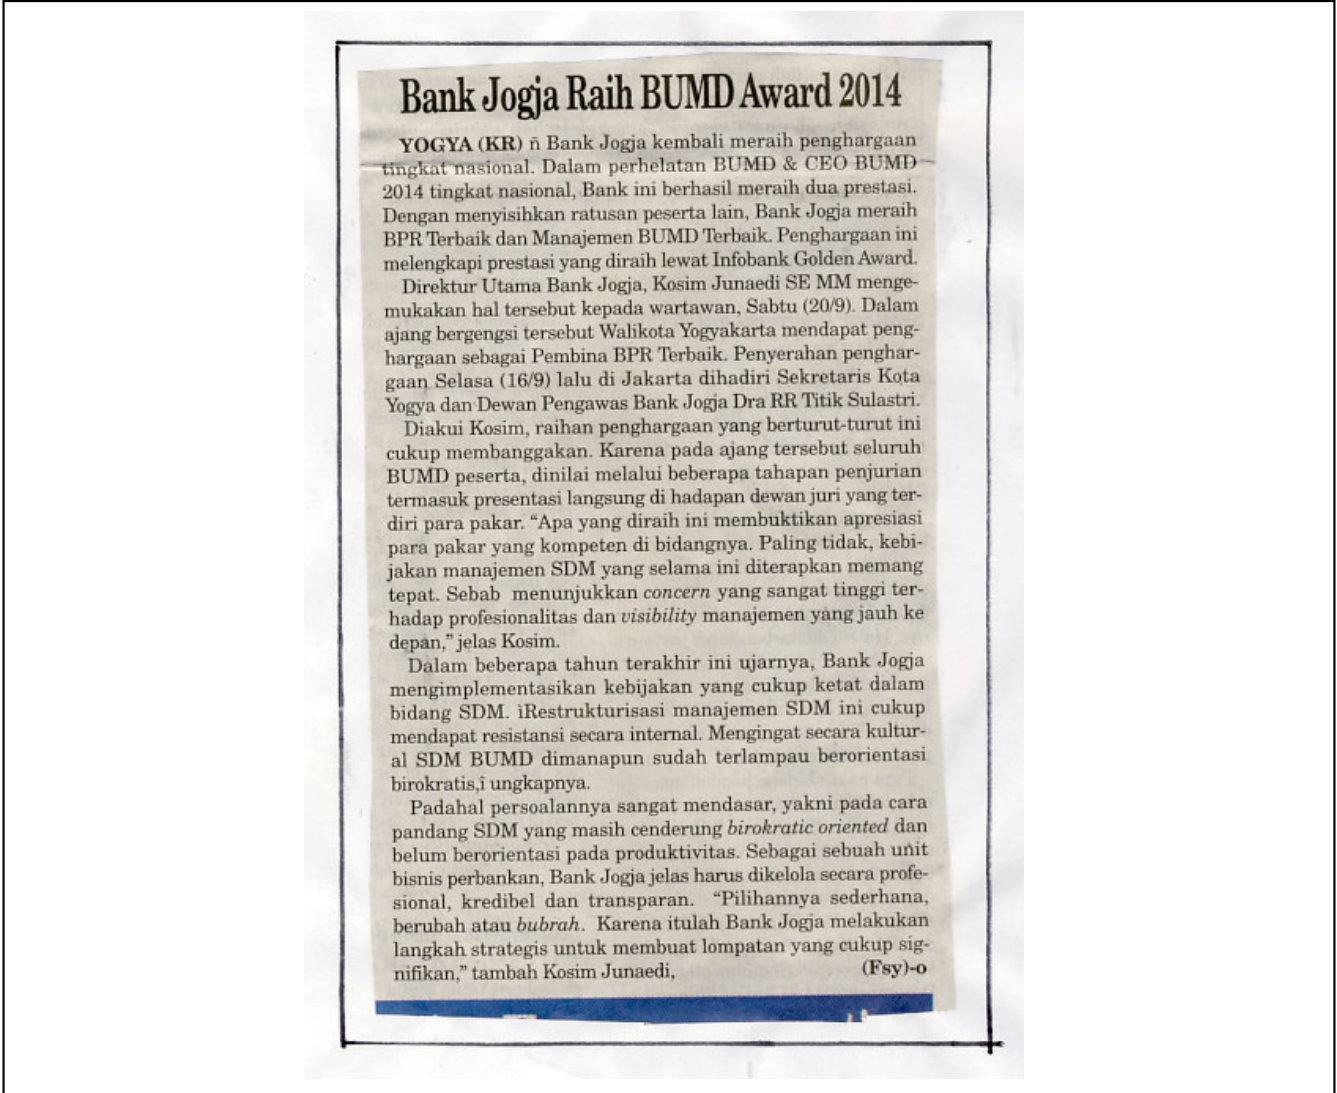 Bank Jogja Raih BUMD Award 2014
YOGYA (KR) ñ Bank Jogja kembali meraih penghargaan
tingkat nasional. Dalam perhelatan BUMD & CEO BUMD
2014 tingkat nasional, Bank ini berhasil meraih dua prestasi.
Dengan menyisihkan ratusan peserta lain, Bank Jogja meraih
BPR Terbaik dan Manajemen BUMD Terbaik. Penghargaan ini
melengkapi prestasi yang diraih lewat Infobank Golden Award.
Direktur Utama Bank Jogja, Kosim Junaedi SE MM menge-
mukakan hal tersebut kepada wartawan, Sabtu (20/9). Dalam
ajang bergengsi tersebut Walikota Yogyakarta mendapat peng-
hargaan sebagai Pembina BPR Terbaik. Penyerahan penghar-
gaan Selasa (16/9) lalu di Jakarta dihadiri Sekretaris Kota
Yogya dan Dewan Pengawas Bank Jogja Dra RR Titik Sulastri.
Diakui Kosim, raihan penghargaan yang berturut-turut ini
cukup membanggakan. Karena pada ajang tersebut seluruh
BUMD peserta, dinilai melalui beberapa tahapan penjurian
termasuk presentasi langsung di hadapan dewan juri yang ter-
diri para pakar. “Apa yang diraih ini membuktikan apresiasi
para pakar yang kompeten di bidangnya. Paling tidak, kebi-
jakan manajemen SDM yang selama ini diterapkan memang
tepat. Sebab menunjukkan concern yang sangat tinggi ter-
hadap profesionalitas dan visibility manajemen yang jauh ke
depan,” jelas Kosim.
Dalam beberapa tahun terakhir ini ujarnya, Bank Jogja
mengimplementasikan kebijakan yang cukup ketat dalam
bidang SDM. ìRestrukturisasi manajemen SDM ini cukup
mendapat resistansi secara internal. Mengingat secara kultur-
al SDM BUMD dimanapun sudah terlampau berorientasi
birokratis,î ungkapnya.
Padahal persoalannya sangat mendasar, yakni pada cara
pandang SDM yang masih cenderung birokratic oriented dan
belum berorientasi pada produktivitas. Sebagai sebuah unit
bisnis perbankan, Bank Jogja jelas harus dikelola secara profe-
sional, kredibel dan transparan. “Pilihannya sederhana,
berubah atau bubrah. Karena itulah Bank Jogja melakukan
langkah strategis untuk membuat lompatan yang cukup sig-
nifikan,” tambah Kosim Junaedi, (Fsy)-o